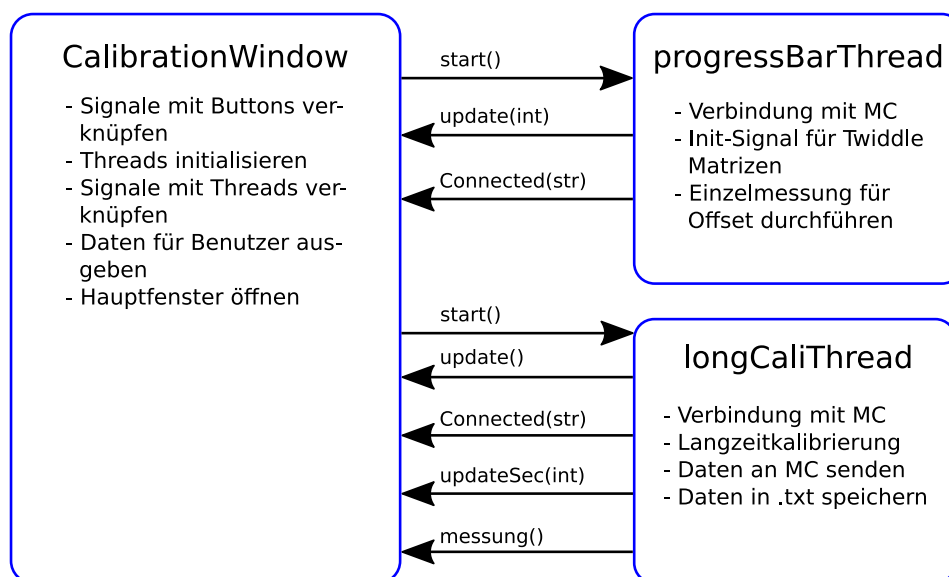 CalibrationWindow
- Signale mit Buttons ver-
knüpfen
- Threads initialisieren
- Signale mit Threads ver-
knüpfen
- Daten für Benutzer aus-
geben
- Hauptfenster öffnen
start()
update(int)
Connected(str)
progressBarThread
- Verbindung mit MC
- Init-Signal für Twiddle
Matrizen
- Einzelmessung für
Offset durchführen
start()
update()
Connected(str)
updateSec(int)
messung()
longCaliThread
- Verbindung mit MC
- Langzeitkalibrierung
- Daten an MC senden
- Daten in .txt speichern